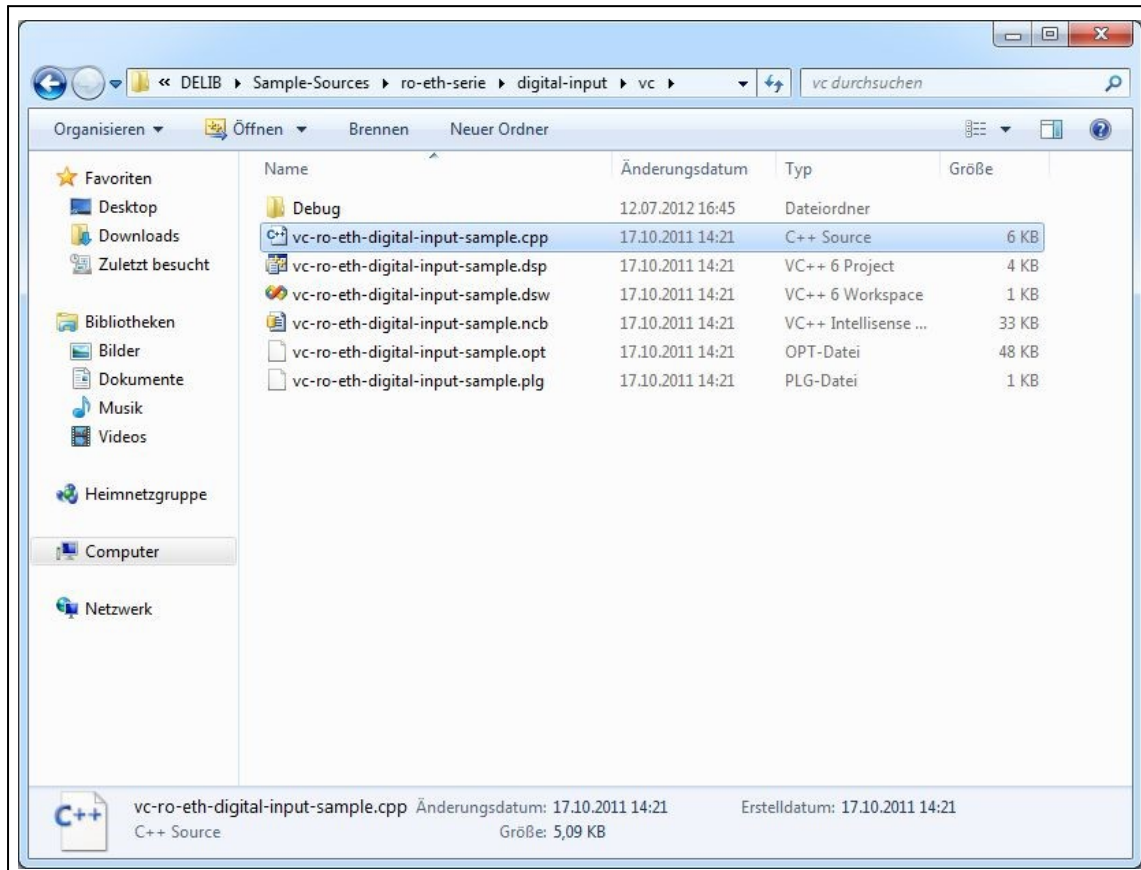 « DELIB ▸ Sample-Sources ▸ ro-eth-serie ▸ digital-input ▸ vc ▸
vc durchsuchen
Organisieren Öffnen Brennen Neuer Ordner
Favoriten
Desktop
Downloads
Zuletzt besucht
Bibliotheken
Bilder
Dokumente
Musik
Videos
Heimnetzgruppe
Computer
Netzwerk
Name Änderungsdatum Typ Größe
Debug 12.07.2012 16:45 Dateiordner
vc-ro-eth-digital-input-sample.cpp 17.10.2011 14:21 C++ Source 6 KB
vc-ro-eth-digital-input-sample.dsp 17.10.2011 14:21 VC++ 6 Project 4 KB
vc-ro-eth-digital-input-sample.dsw 17.10.2011 14:21 VC++ 6 Workspace 1 KB
vc-ro-eth-digital-input-sample.ncb 17.10.2011 14:21 VC++ Intellisense ... 33 KB
vc-ro-eth-digital-input-sample.opt 17.10.2011 14:21 OPT-Datei 48 KB
vc-ro-eth-digital-input-sample.plg 17.10.2011 14:21 PLG-Datei 1 KB
C++
vc-ro-eth-digital-input-sample.cpp Änderungsdatum: 17.10.2011 14:21 Erstelldatum: 17.10.2011 14:21
C++ Source Größe: 5,09 KB